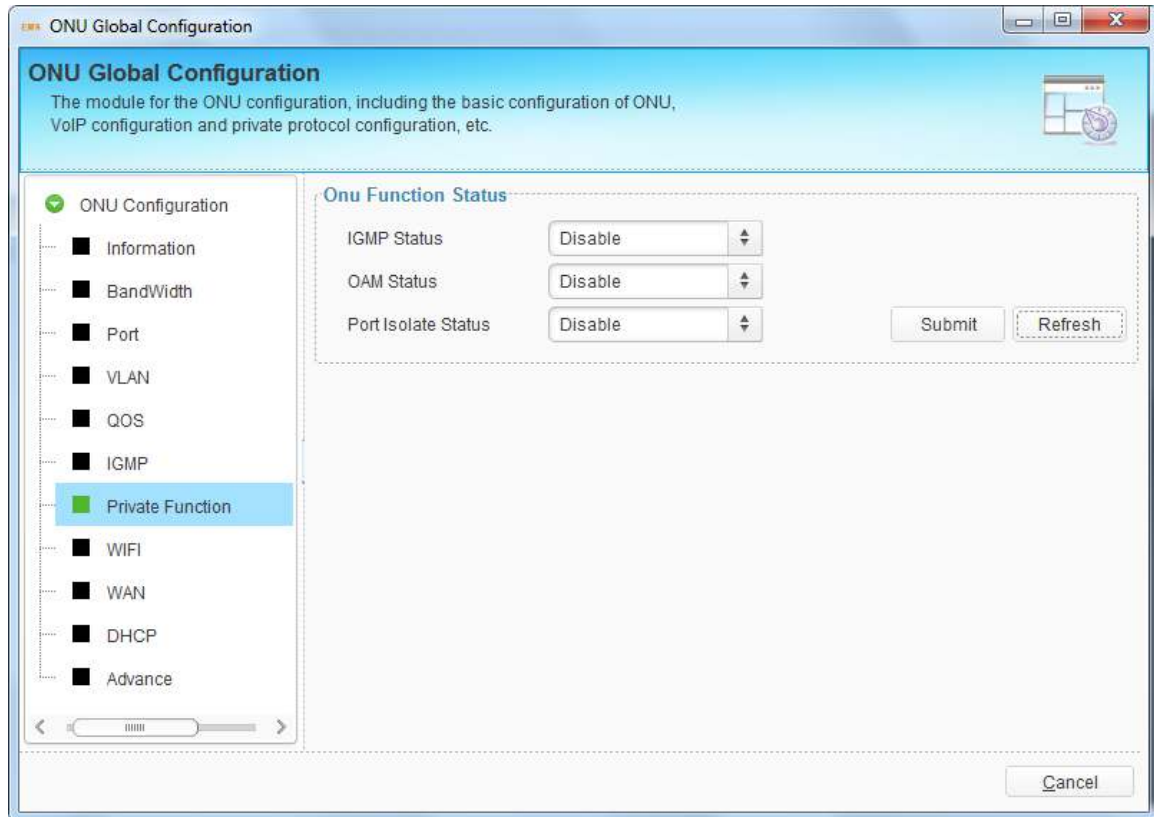 EMS ONU Global Configuration
ONU Global Configuration
The module for the ONU configuration, including the basic configuration of ONU,
VoIP configuration and private protocol configuration, etc.
ONU Configuration
Information
BandWidth
Port
VLAN
QOS
IGMP
Private Function
WIFI
WAN
DHCP
Advance
Onu Function Status
IGMP Status Disable
OAM Status Disable
Port Isolate Status Disable Submit Refresh
Cancel